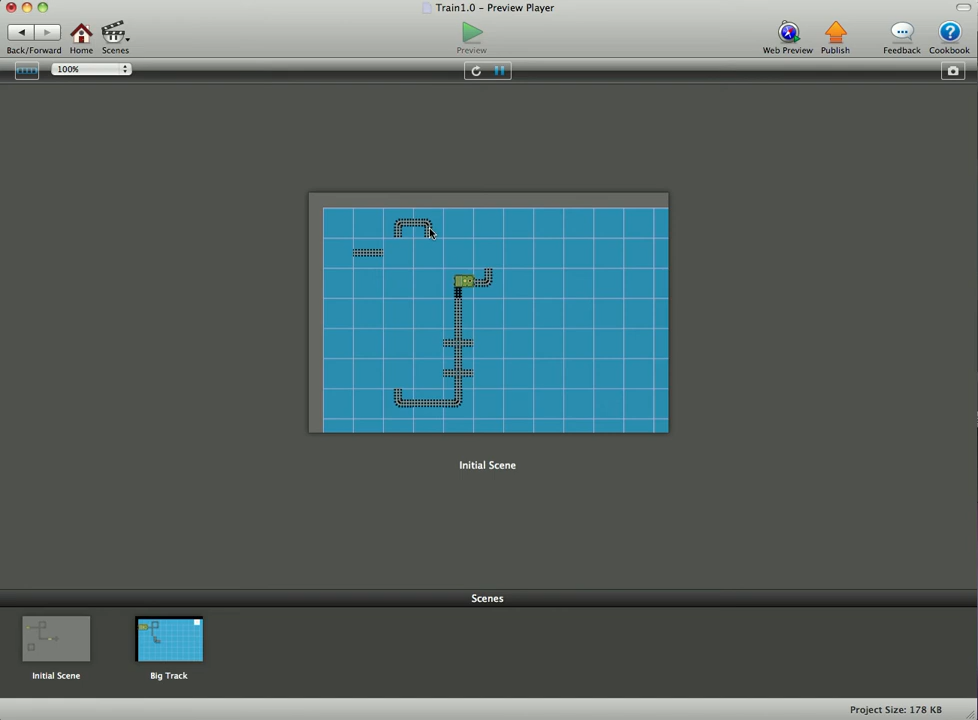 Train1.0 - Preview Player
Back/Forward
Home
Scenes
Preview
Web Preview
Publish
Feedback
Cookbook
100%
Initial Scene
Scenes
Initial Scene
Big Track
Project Size: 178 KB